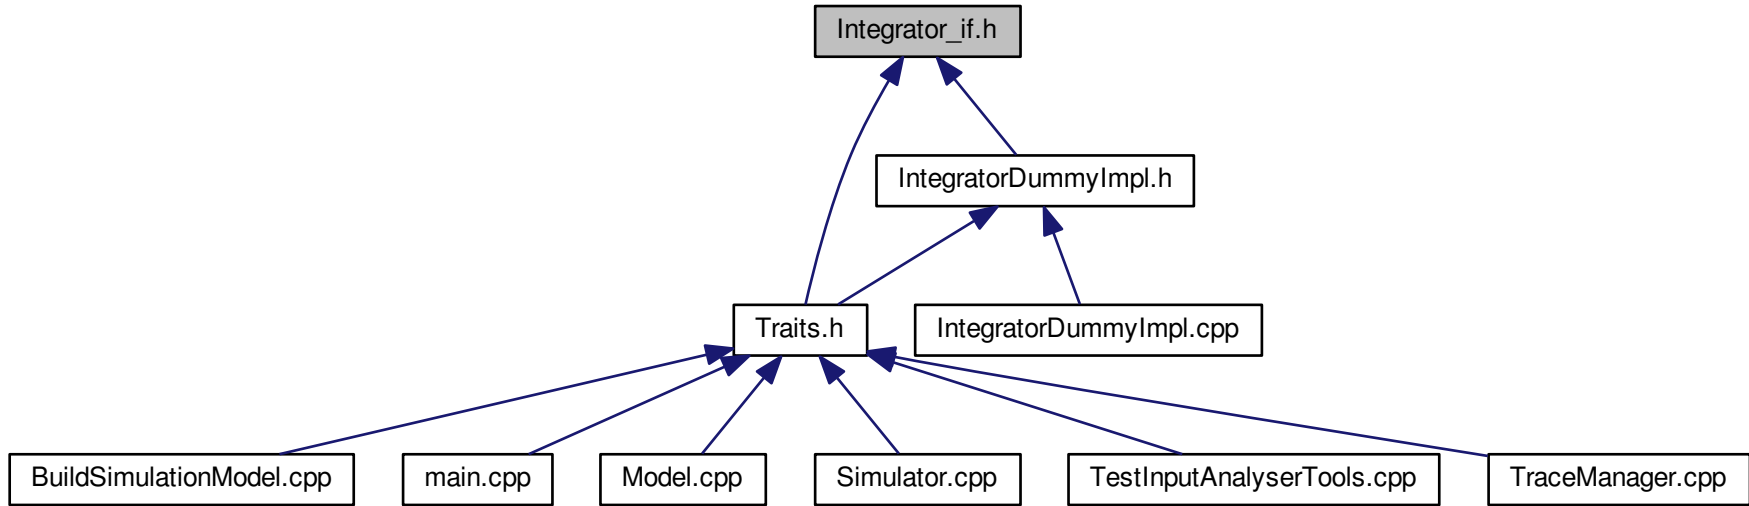 Integrator_if.h
IntegratorDummyImpl.h
Traits.h
IntegratorDummyImpl.cpp
BuildSimulationModel.cpp
main.cpp
Model.cpp
Simulator.cpp
TestInputAnalyserTools.cpp
TraceManager.cpp